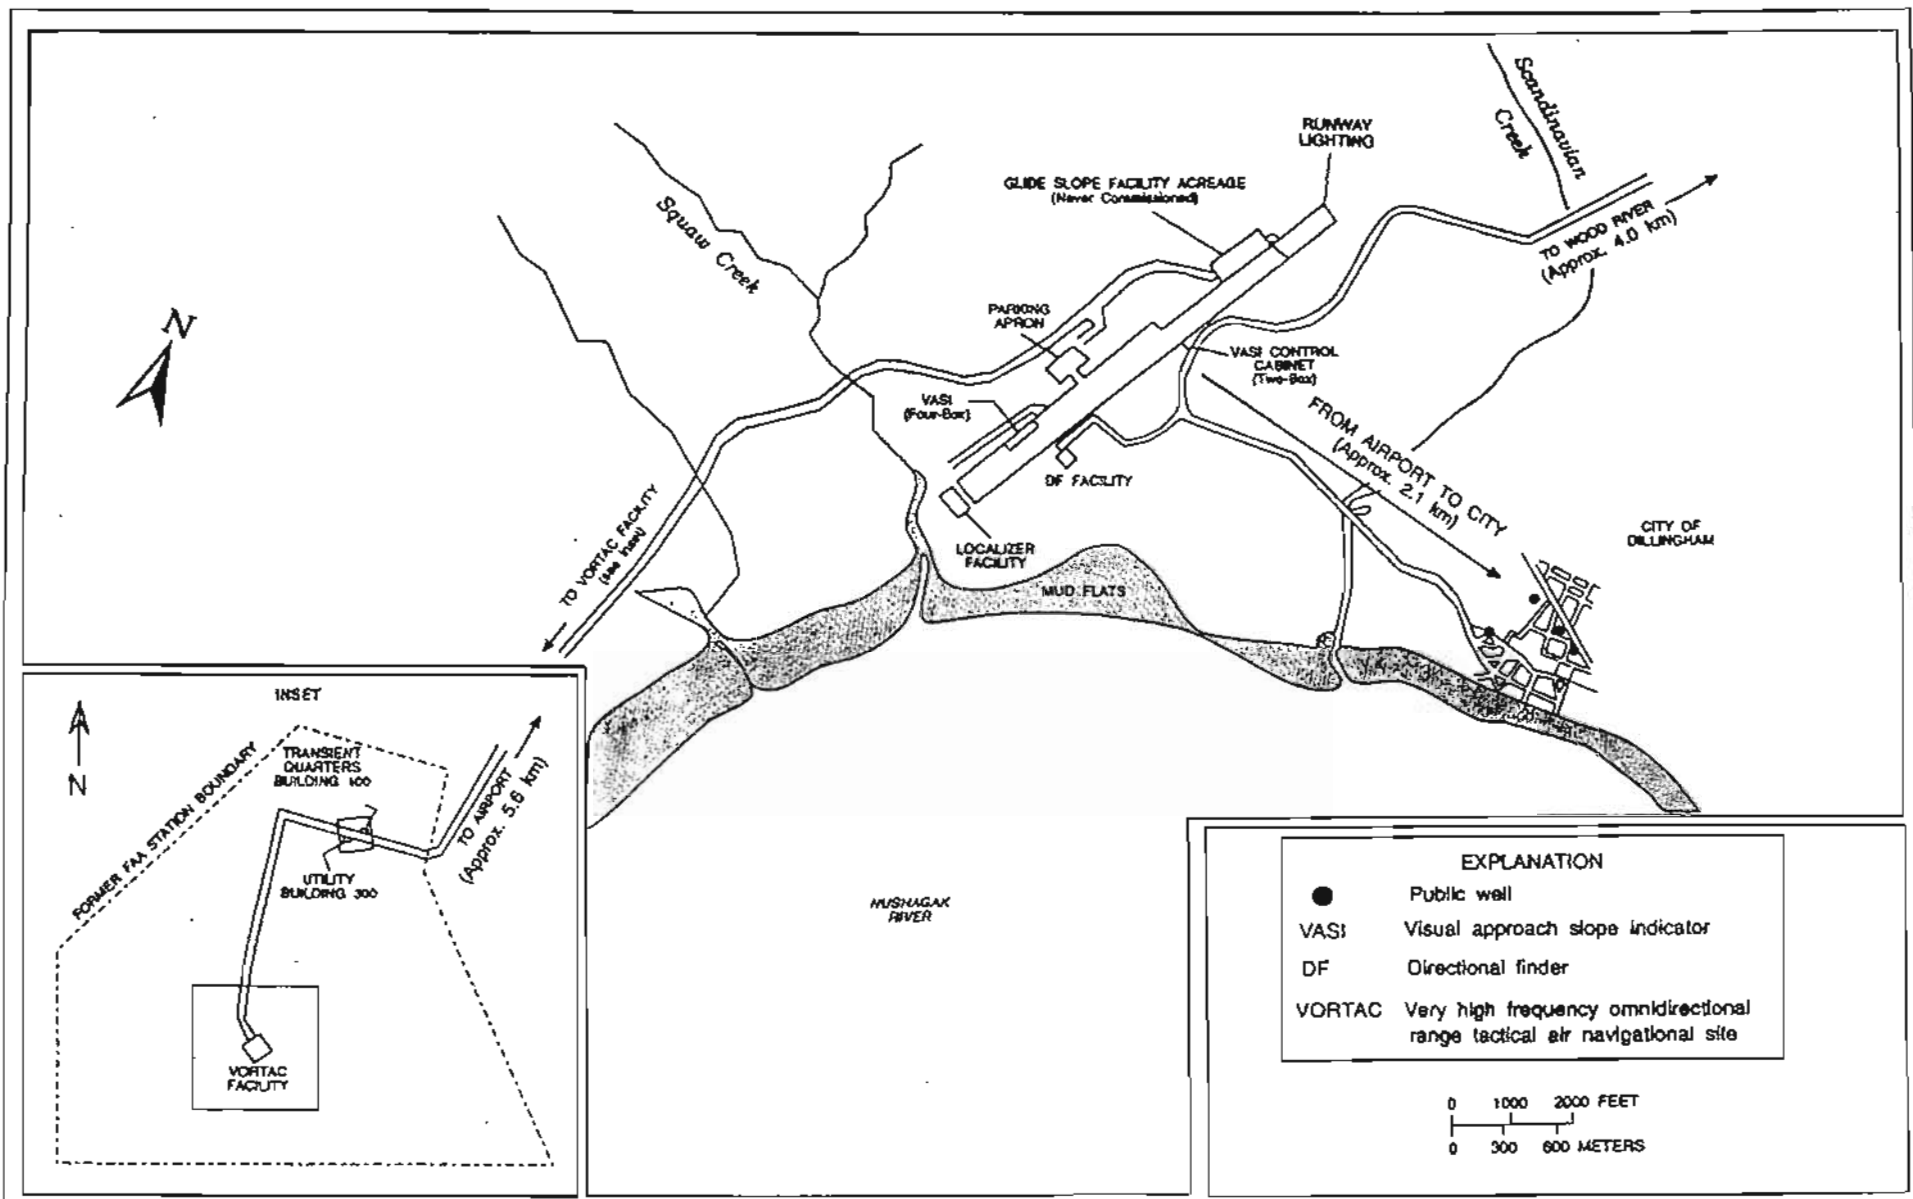 Scandinavian
Creek
RUNWAY
LIGHTING
GLIDE SLOPE FACILITY ACREAGE
(Never Commissioned)
Squaw Creek
TO WOOD RIVER
(Approx. 4.0 km)
N
PARKING
APRON
VASI CONTROL
CABINET
(Two-Box)
VASI
(Four-Box)
FROM AIRPORT TO CITY
(Approx. 2.1 km)
DF FACILITY
TO VORTAC FACILITY
(see inset)
CITY OF
DILLINGHAM
LOCALIZER
FACILITY
MUD FLATS
INSET
N
FORMER FAA STATION BOUNDARY
TRANSIENT
QUARTERS
BUILDING 100
TO AIRPORT
(Approx. 5.6 km)
UTILITY
BUILDING 300
VORTAC
FACILITY
NUSHAGAK
RIVER
EXPLANATION
Public well
VASI Visual approach slope indicator
DF Directional finder
VORTAC Very high frequency omnidirectional
range tactical air navigational site
0 1000 2000 FEET
0 300 600 METERS